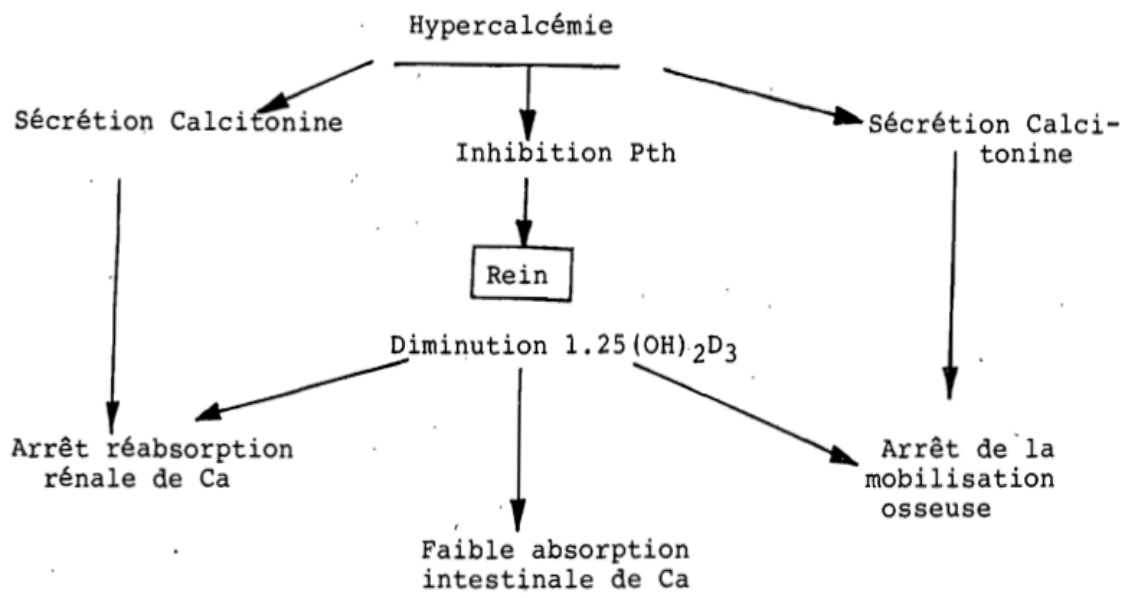 Hypercalcémie
Sécrétion Calcitonine
Inhibition Pth
Sécrétion Calci-
tonine
Rein
Diminution 1.25(OH)2D3
Arrêt réabsorption
rénale de Ca
Arrêt de la
mobilisation
osseuse
Faible absorption
intestinale de Ca